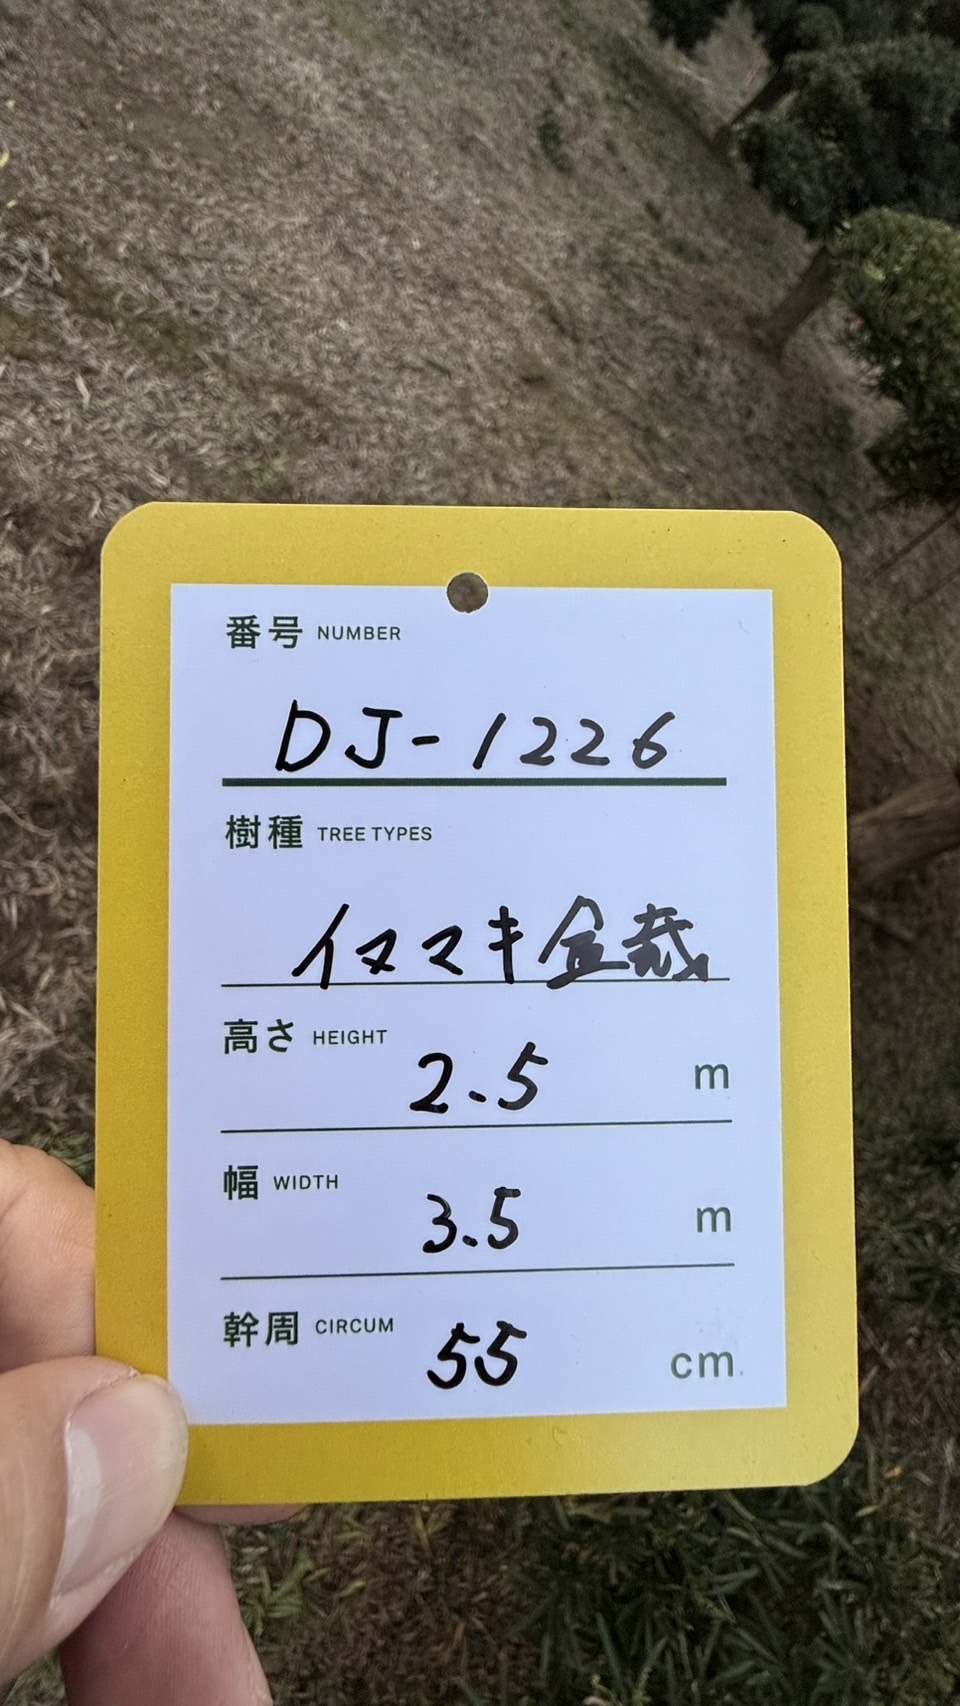 番号 NUMBER
DJ-1226
樹種 TREE TYPES
イヌマキ盆栽
高さ HEIGHT 2.5 m
幅 WIDTH 3.5 m
幹周 CIRCUM 55 cm